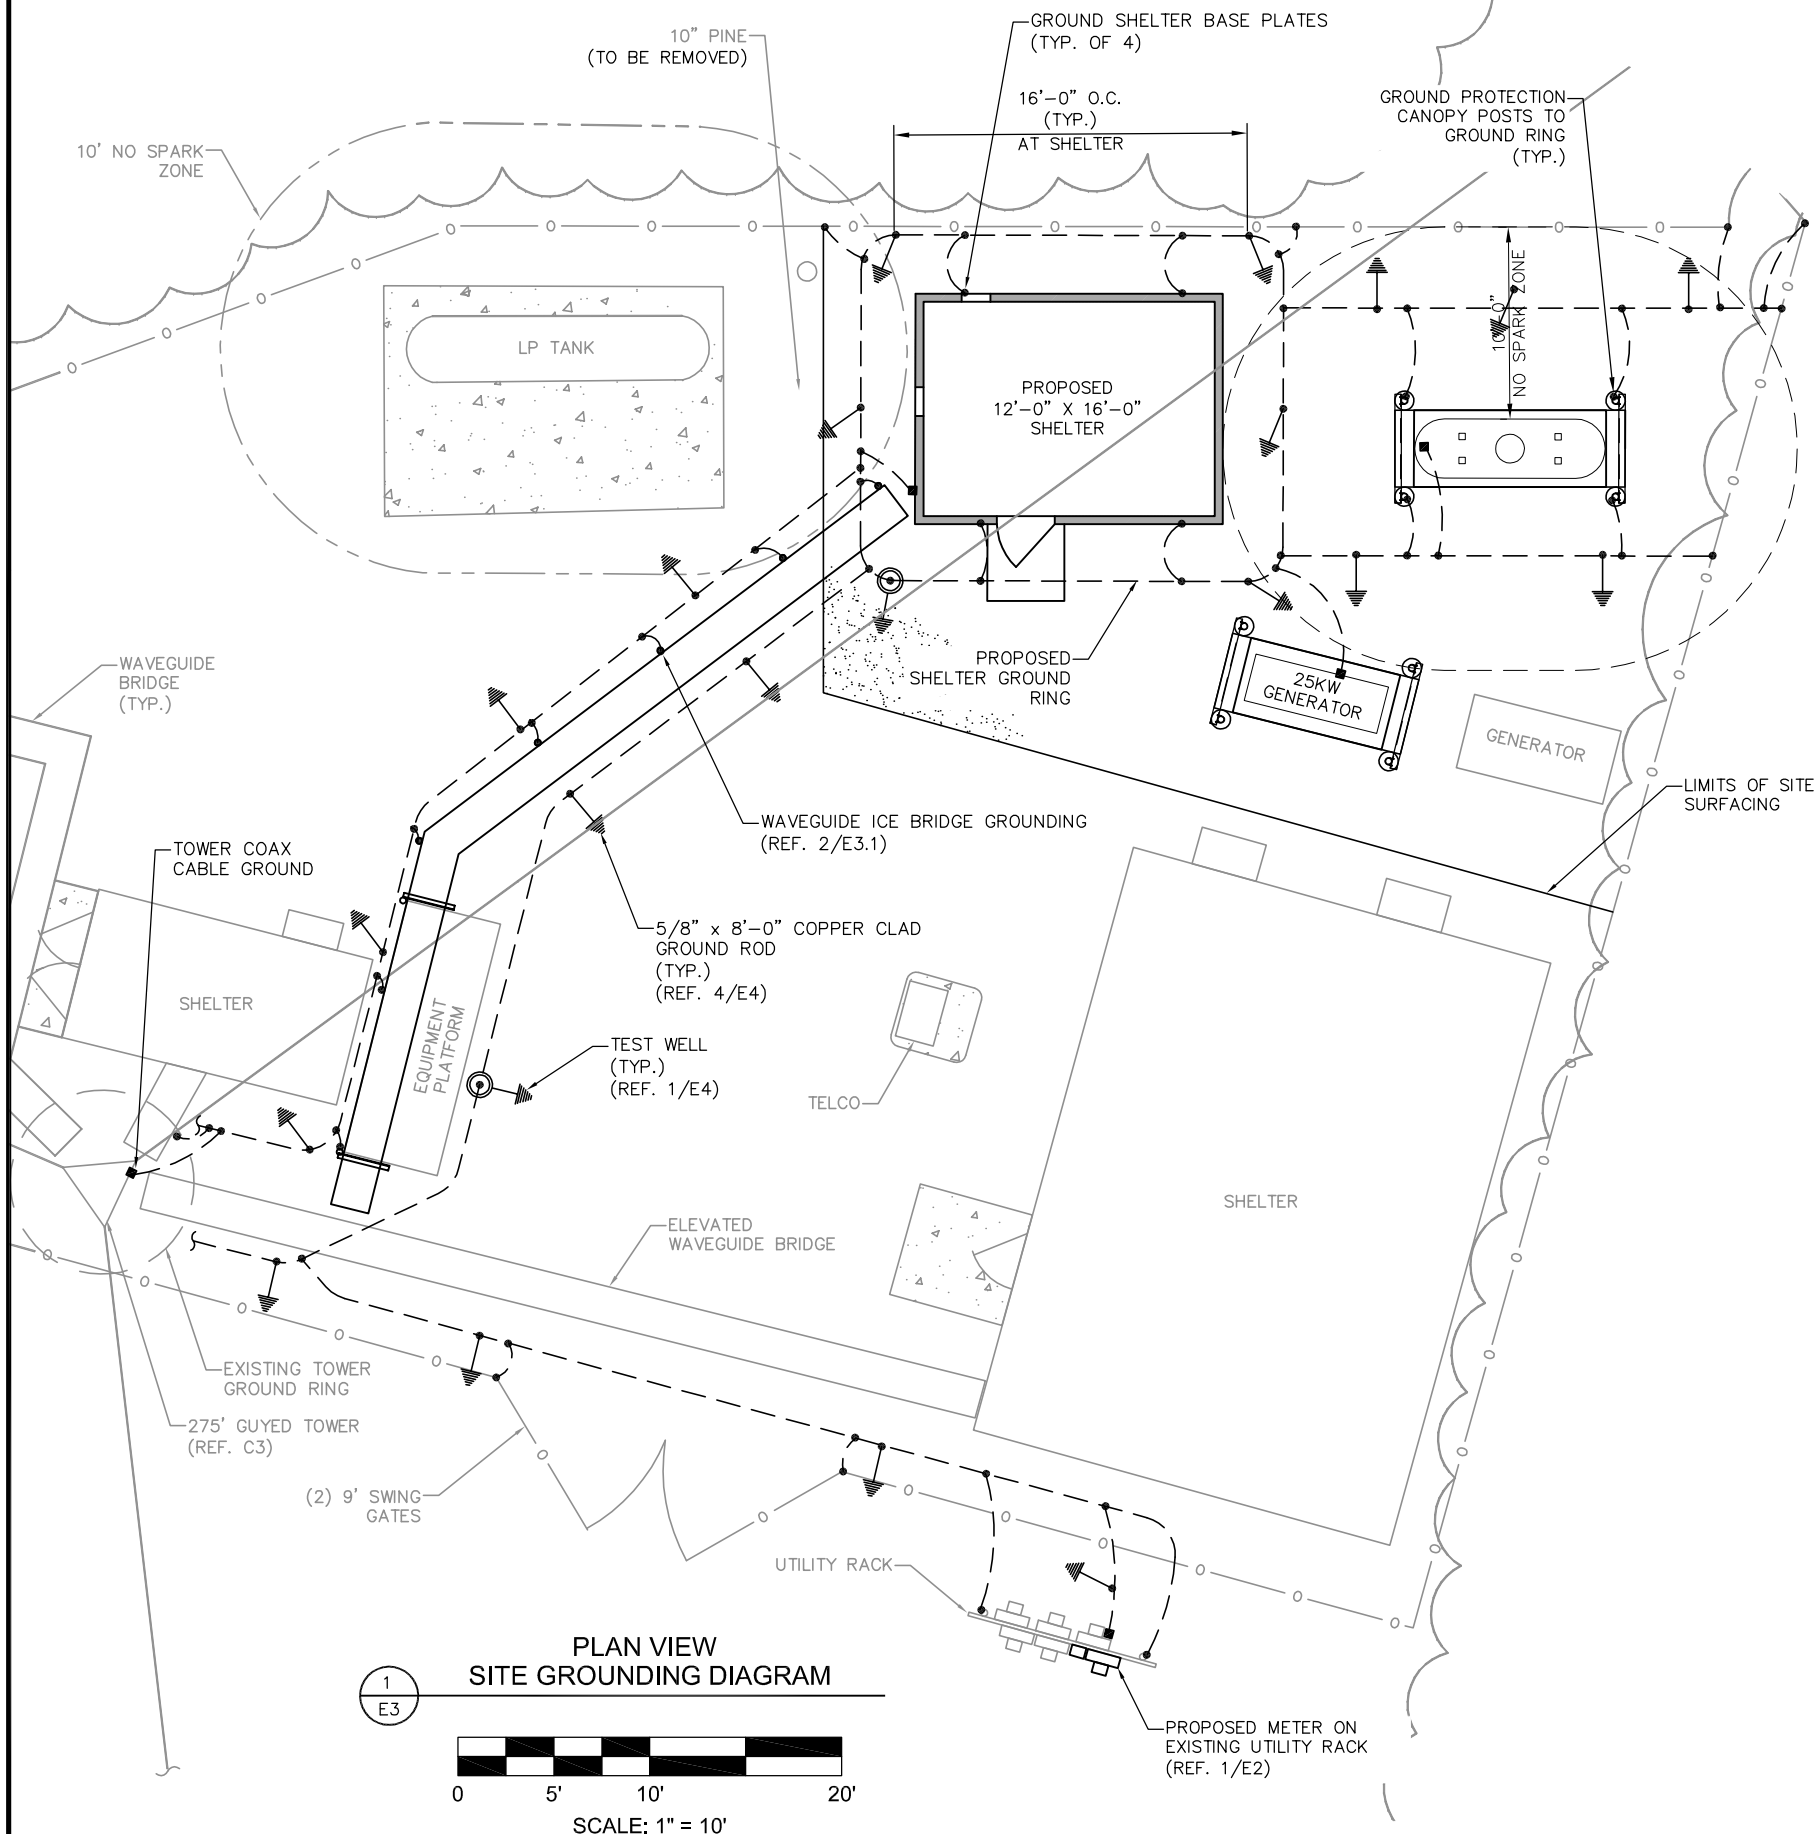 10" PINE
(TO BE REMOVED)
GROUND SHELTER BASE PLATES
(TYP. OF 4)
16'-0" O.C.
(TYP.)
AT SHELTER
GROUND PROTECTION
CANOPY POSTS TO
GROUND RING
(TYP.)
10' NO SPARK
ZONE
LP TANK
PROPOSED
12'-0" X 16'-0"
SHELTER
10'-0"
NO SPARK ZONE
WAVEGUIDE
BRIDGE
(TYP.)
PROPOSED
SHELTER GROUND
RING
25KW
GENERATOR
GENERATOR
LIMITS OF SITE
SURFACING
WAVEGUIDE ICE BRIDGE GROUNDING
(REF. 2/E3.1)
TOWER COAX
CABLE GROUND
5/8" x 8'-0" COPPER CLAD
GROUND ROD
(TYP.)
(REF. 4/E4)
SHELTER
EQUIPMENT
PLATFORM
TEST WELL
(TYP.)
(REF. 1/E4)
TELCO
SHELTER
ELEVATED
WAVEGUIDE BRIDGE
EXISTING TOWER
GROUND RING
275' GUYED TOWER
(REF. C3)
(2) 9' SWING
GATES
UTILITY RACK
PROPOSED METER ON
EXISTING UTILITY RACK
(REF. 1/E2)
PLAN VIEW
SITE GROUNDING DIAGRAM
1
E3
0 5' 10' 20'
SCALE: 1" = 10'